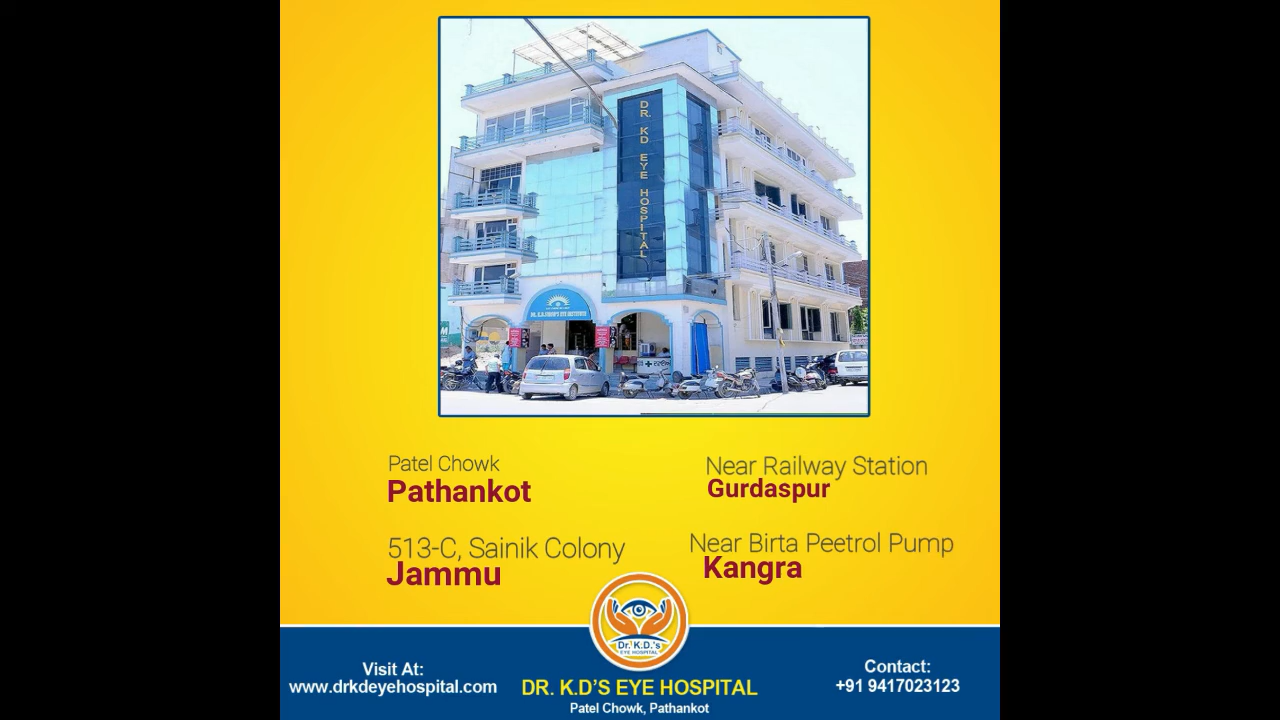 DR. KD EYE HOSPITAL
Patel Chowk
Pathankot
Near Railway Station
Gurdaspur
513-C, Sainik Colony
Jammu
Near Birta Peetrol Pump
Kangra
Dr. K.D.'s
EYE HOSPITAL
Visit At:
www.drkdeyehospital.com
DR. K.D'S EYE HOSPITAL
Patel Chowk, Pathankot
Contact:
+91 9417023123